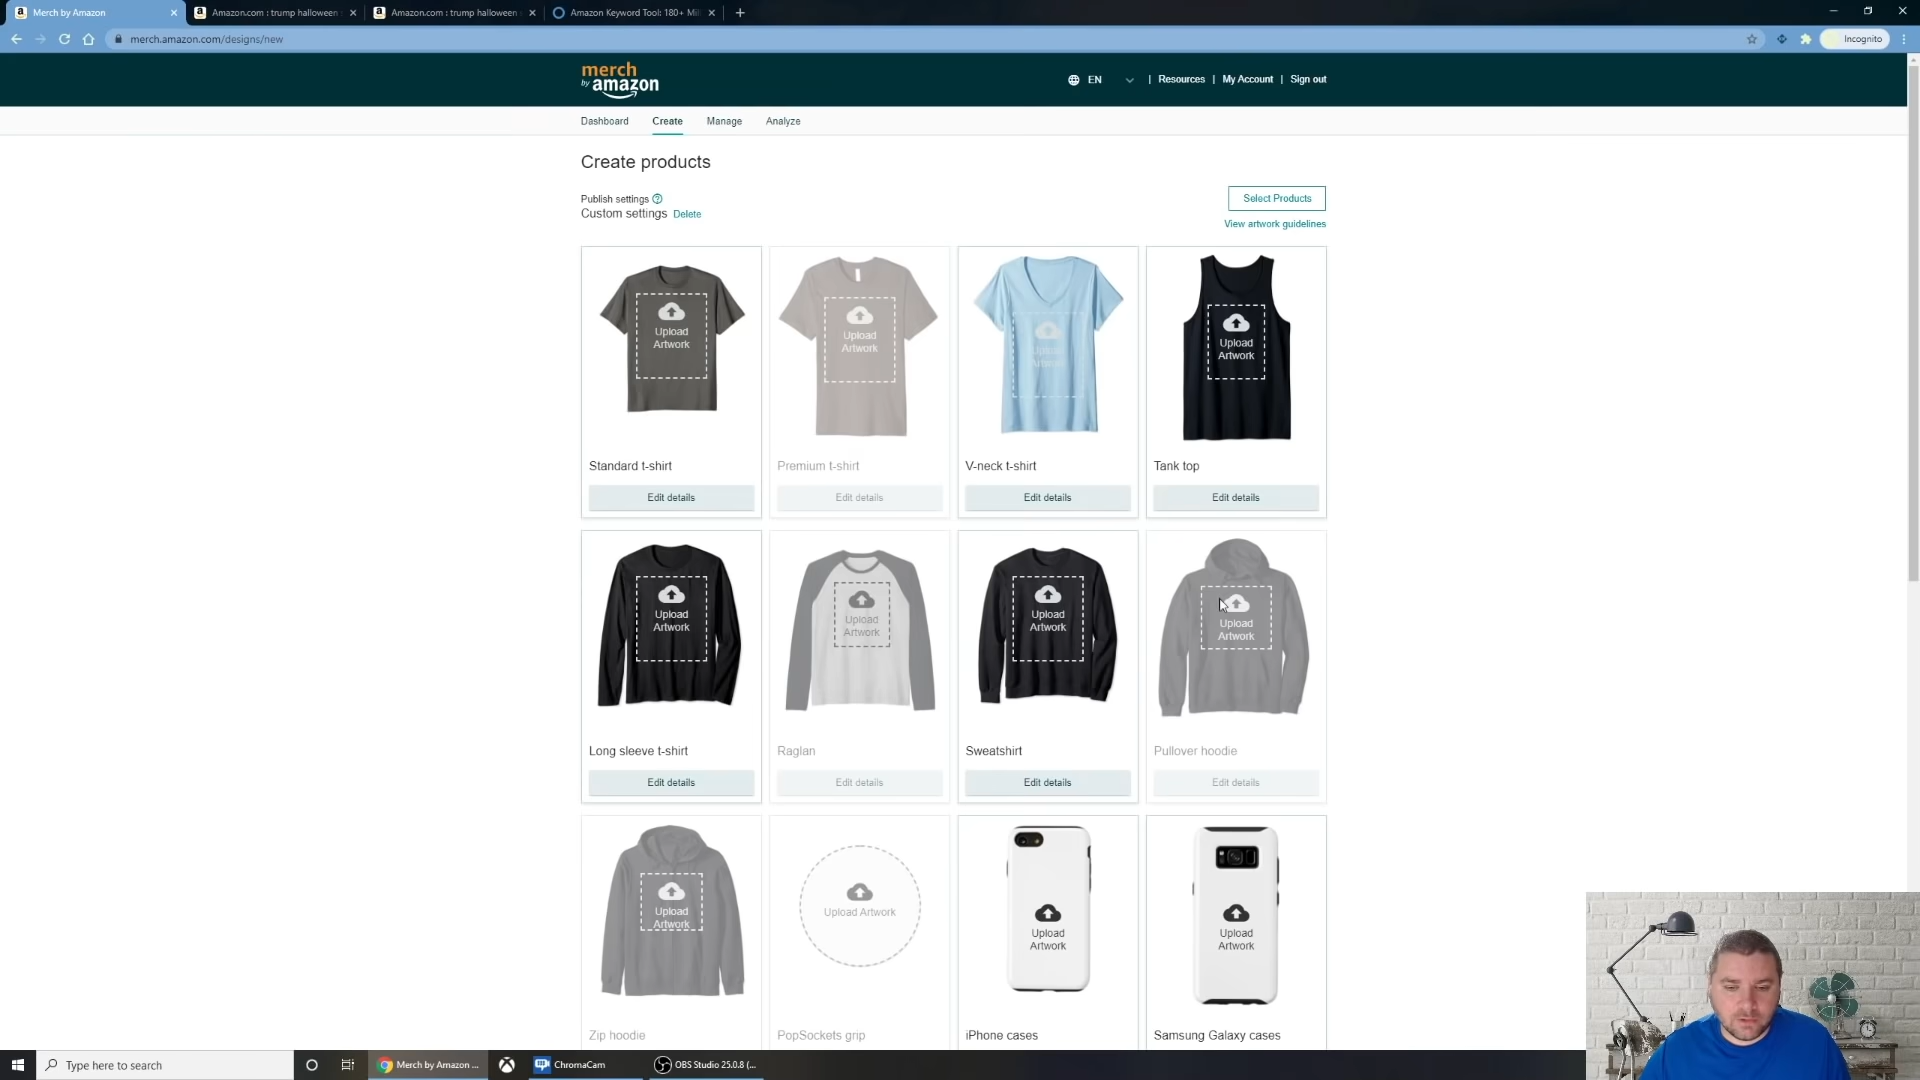 Merch by Amazon
Amazon.com : trump halloween
Amazon.com : trump halloween
Amazon Keyword Tool: 180+ Mil
merch.amazon.com/designs/new
Incognito
merch
by amazon
EN | Resources | My Account | Sign out
Dashboard Create Manage Analyze
Create products
Publish settings
Custom settings Delete
Select Products
View artwork guidelines
Upload
Artwork
Upload
Artwork
Upload
Artwork
Upload
Artwork
Standard t-shirt
Premium t-shirt
V-neck t-shirt
Tank top
Edit details
Edit details
Edit details
Edit details
Upload
Artwork
Upload
Artwork
Upload
Artwork
Upload
Artwork
Long sleeve t-shirt
Raglan
Sweatshirt
Pullover hoodie
Edit details
Edit details
Edit details
Edit details
Upload
Artwork
Upload Artwork
Upload
Artwork
Upload
Artwork
Zip hoodie
PopSockets grip
iPhone cases
Samsung Galaxy cases
Type here to search
Merch by Amazon ...
ChromaCam
OBS Studio 25.0.8 (...